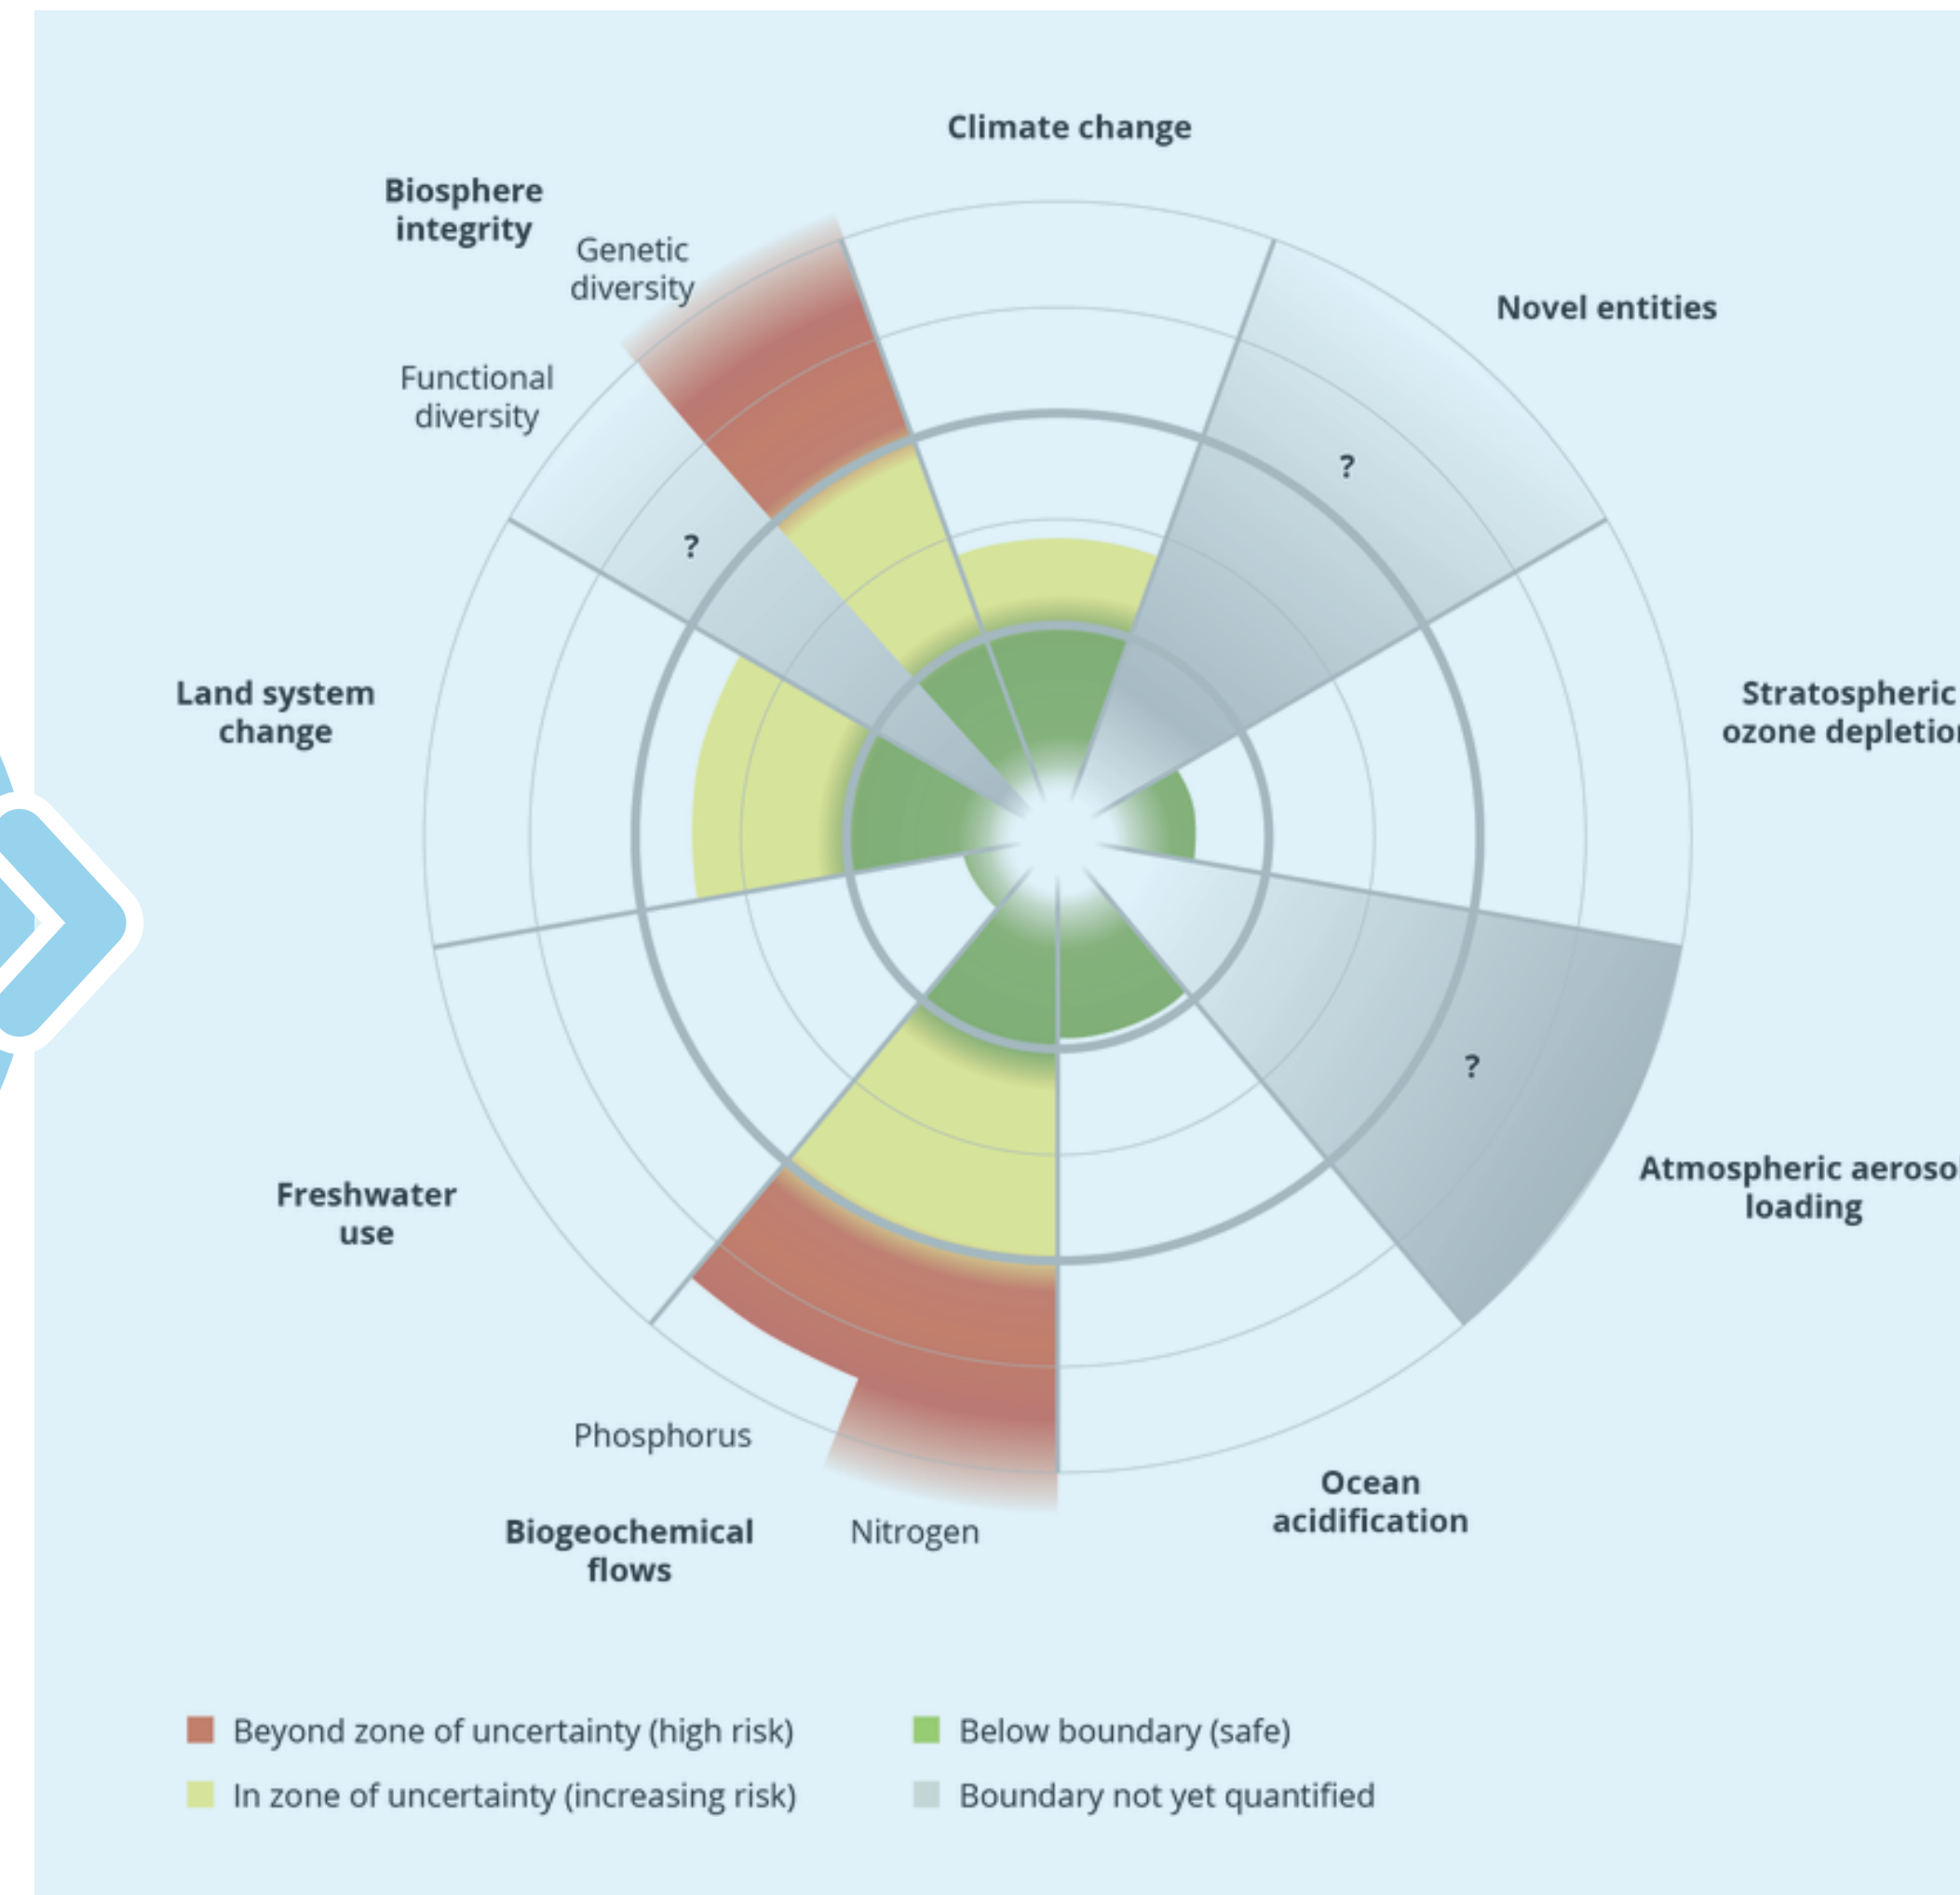 Climate change
Biosphere
integrity
Genetic
diversity
Novel entities
Functional
diversity
?
?
Land system
change
Stratospheric
ozone depletion
?
Atmospheric aerosol
loading
Freshwater
use
Phosphorus
Ocean
acidification
Biogeochemical
flows
Nitrogen
Beyond zone of uncertainty (high risk)
Below boundary (safe)
In zone of uncertainty (increasing risk)
Boundary not yet quantified